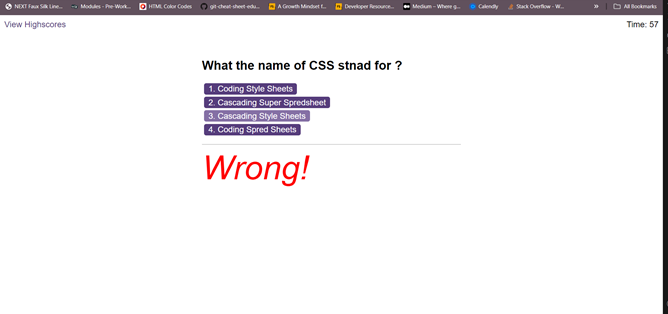 NEXT Faux Silk Line... Modules - Pre-Work... HTML Color Codes git-cheat-sheet-edu... A Growth Mindset f... Developer Resource... Medium – Where g... Calendly Stack Overflow - W... » All Bookmarks
View Highscores Time: 57
What the name of CSS stnad for ?
1. Coding Style Sheets
2. Cascading Super Spredsheet
3. Cascading Style Sheets
4. Coding Spred Sheets
Wrong!